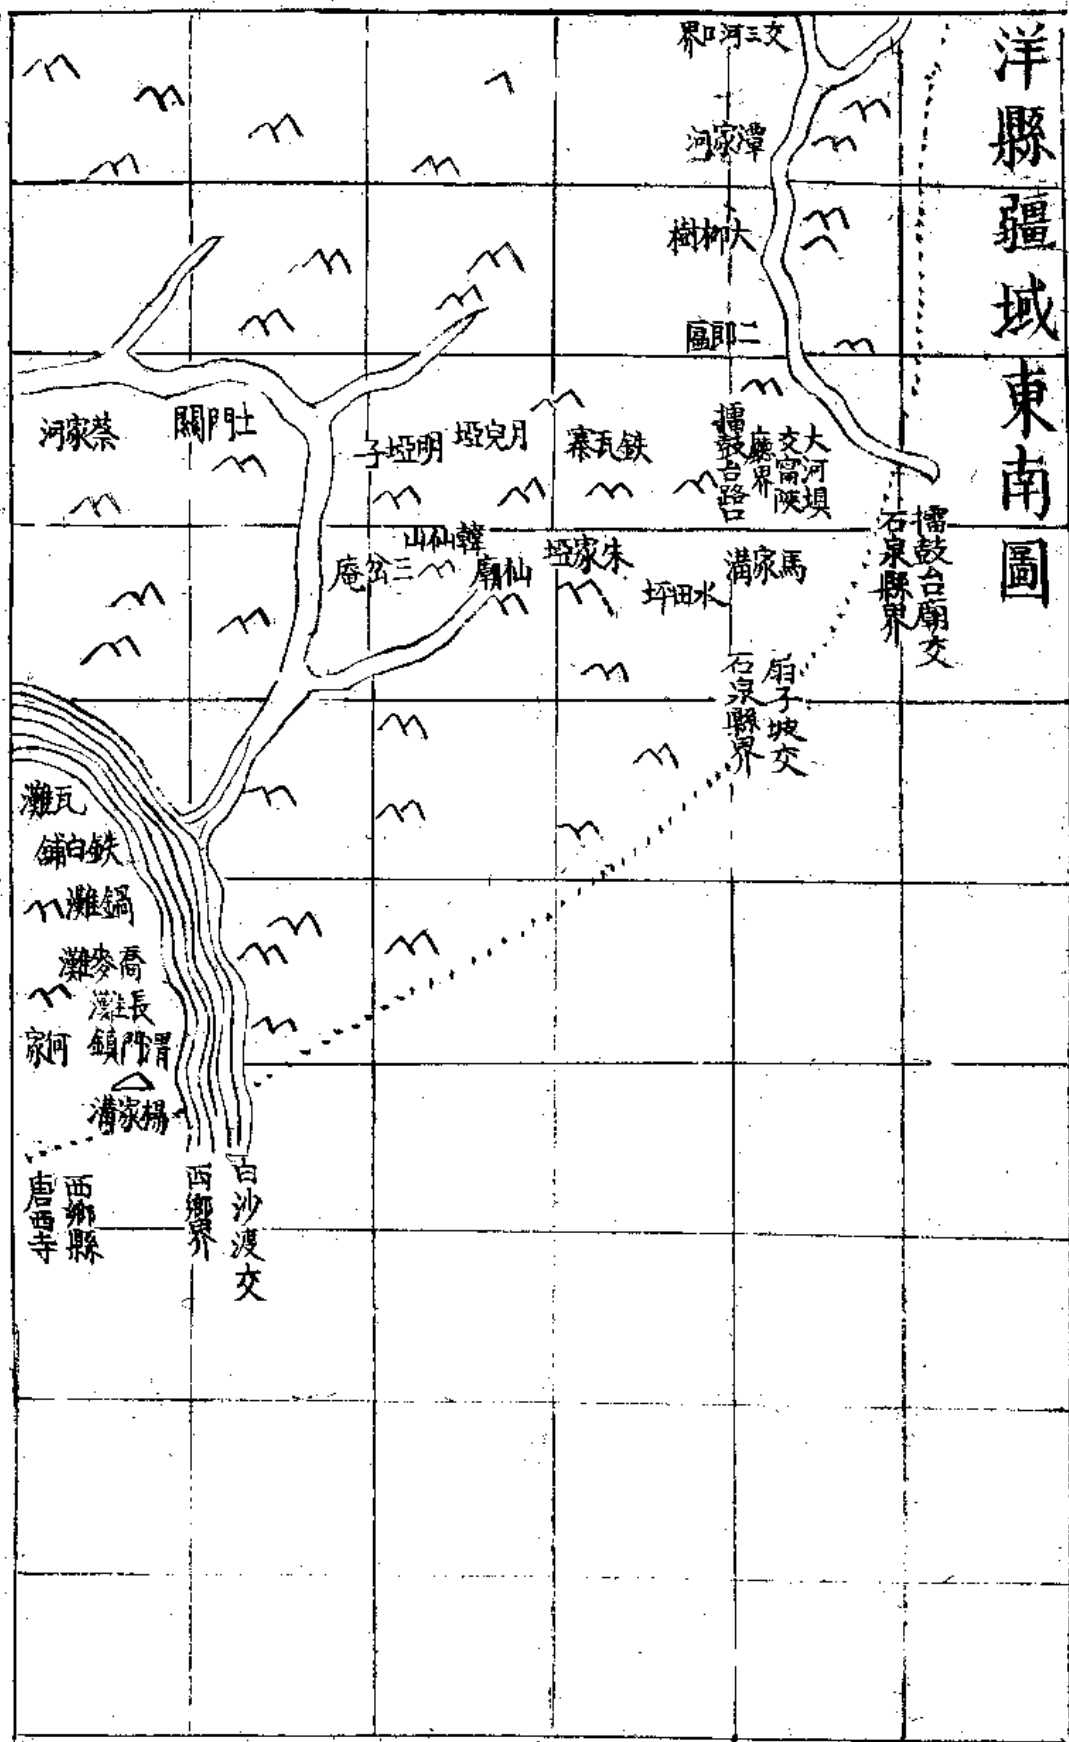 洋縣疆域東南圖
交三河口界
潭家河
大柳樹
二郎廟
大河垻
交甯陝
廳界
擂鼓台路口
鉄瓦寨
月兒埡
明埡子
土門關
蔡家河
擂鼓台廟交
石泉縣界
馬家溝
水田坪
朱家埡
仙廟
韓仙山
三岔庵
扇子坡交
石泉縣界
瓦灘
鉄白鋪
鍋灘
喬麥灘
長灘
渭門鎮
何家
楊家溝
白沙渡交
西鄉界
西鄉縣
唐西寺